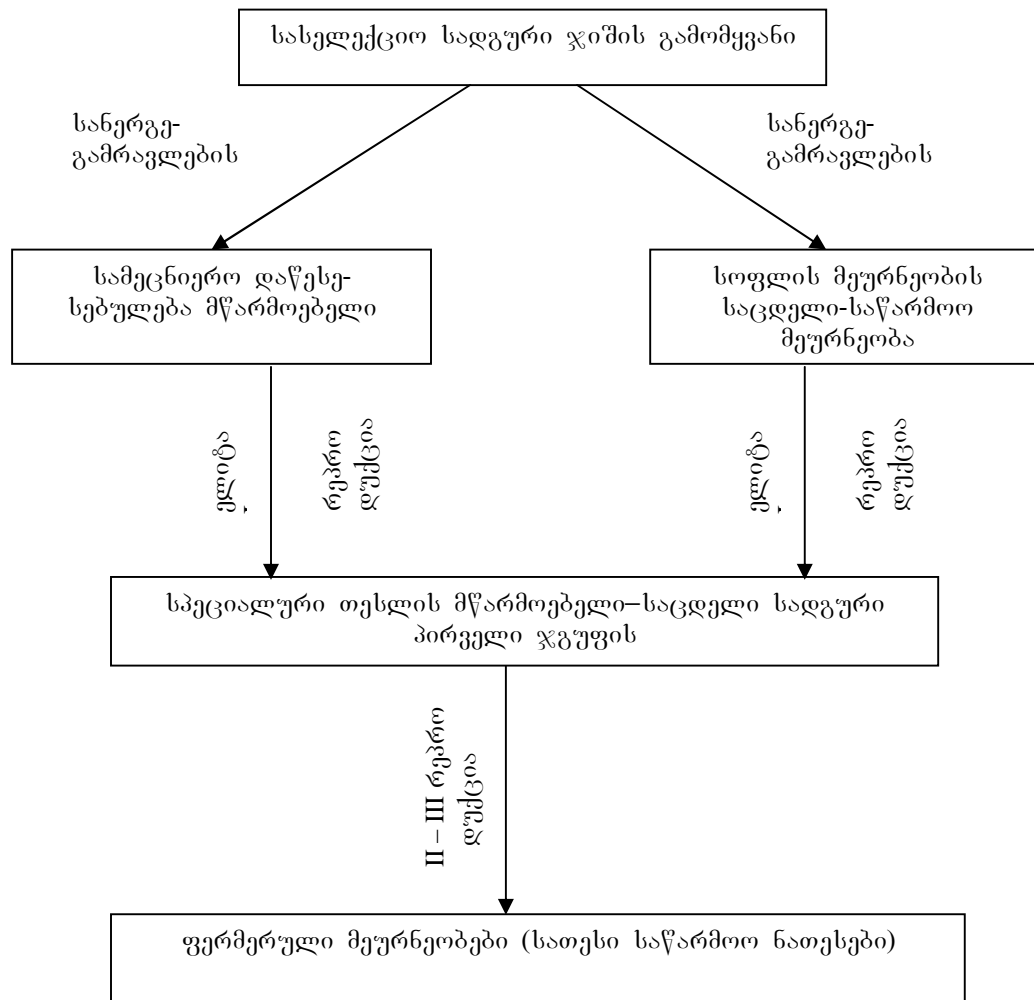 სასელექციო სადგური ჯიშის გამომყვანი
სანერგე-
გამრავლების
სანერგე-
გამრავლების
სამეცნიერო დაწესე-
სებულება მწარმოებელი
სოფლის მეურნეობის
საცდელი-საწარმოო
მეურნეობა
ელიტა
რეპრო
დუქცია
ელიტა
რეპრო
დუქცია
სპეციალური თესლის მწარმოებელი–საცდელი სადგური
პირველი ჯგუფის
II – III რეპრო
დუქცია
ფერმერული მეურნეობები (სათესი საწარმოო ნათესები)